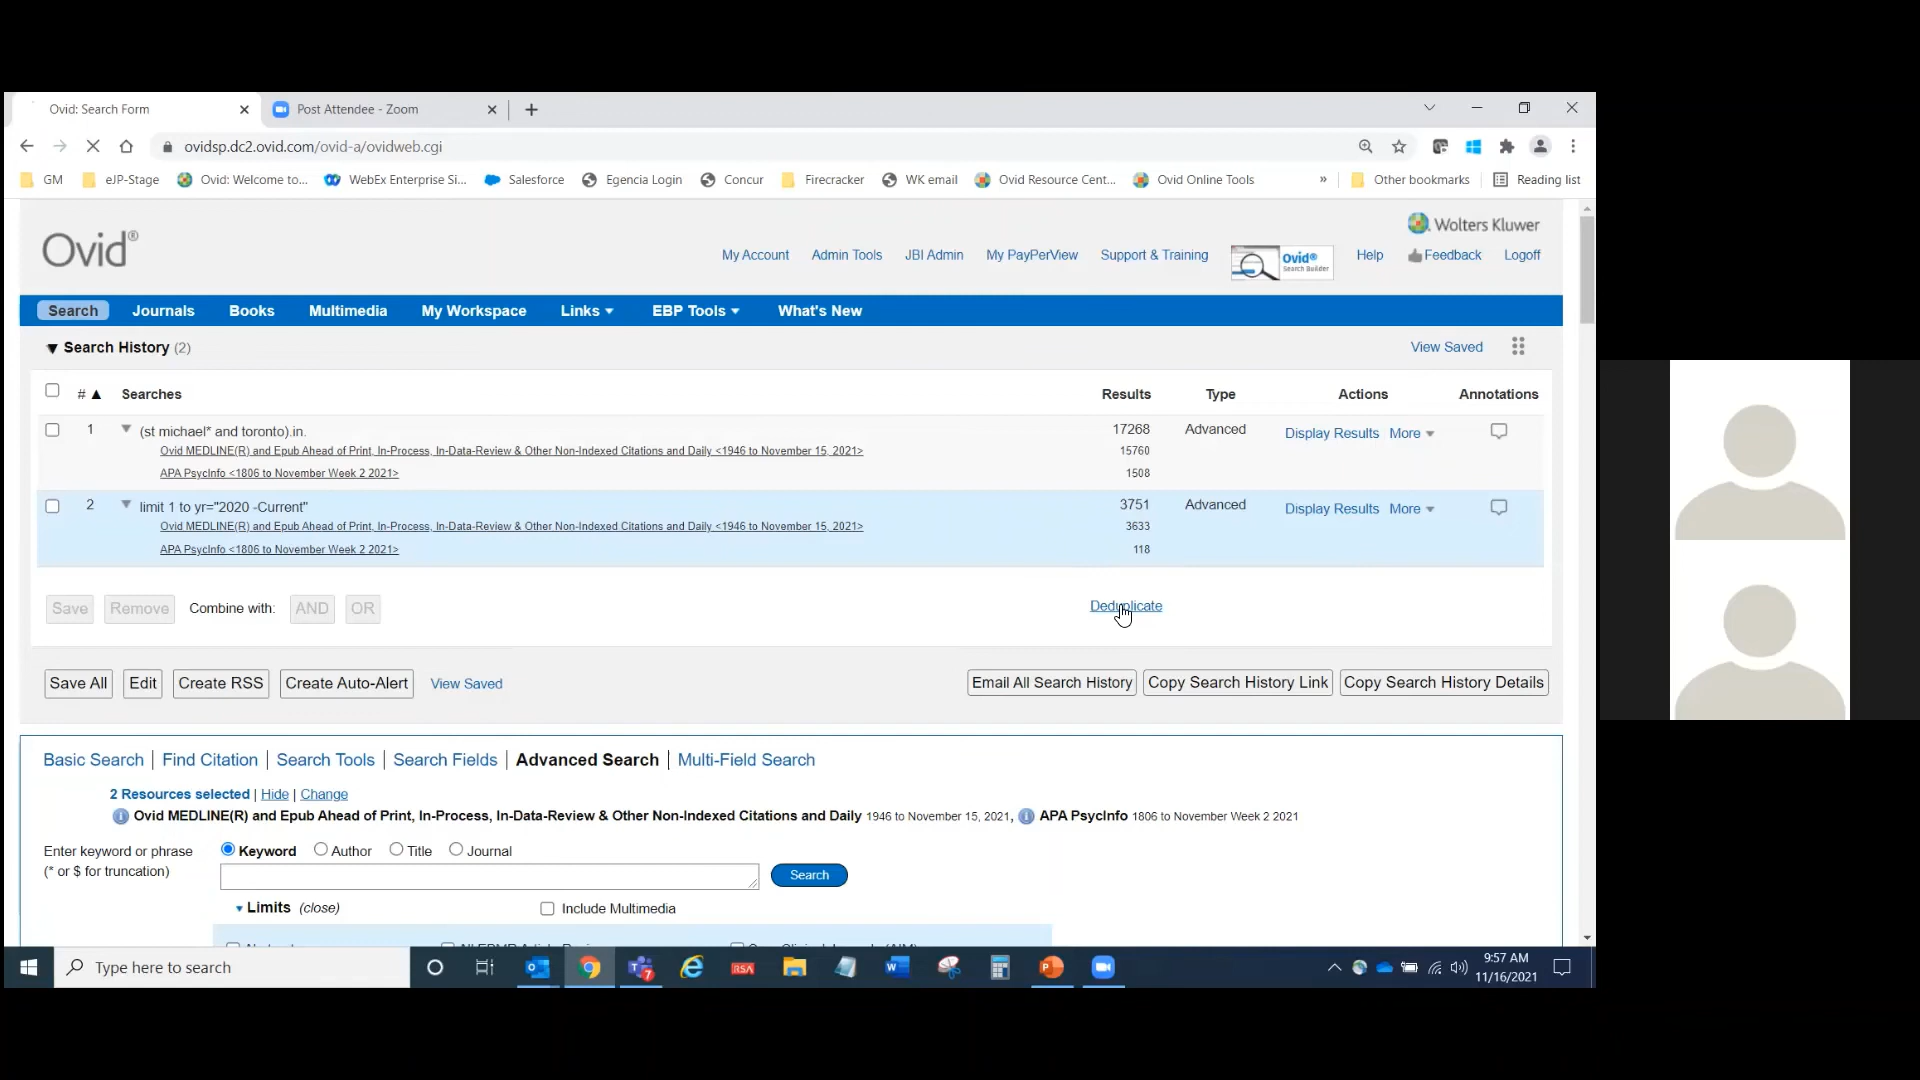 Ovid: Search Form
Post Attendee - Zoom
ovidsp.dc2.ovid.com/ovid-a/ovidweb.cgi
GM
eJP-Stage
Ovid: Welcome to...
WebEx Enterprise Si...
Salesforce
Egencia Login
Concur
Firecracker
WK email
Ovid Resource Cent...
Ovid Online Tools
»
Other bookmarks
Reading list
Wolters Kluwer
Ovid®
My Account
Admin Tools
JBI Admin
My PayPerView
Support & Training
Ovid®
Search Builder
Help
Feedback
Logoff
Search
Journals
Books
Multimedia
My Workspace
Links
EBP Tools
What's New
Search History (2)
View Saved
# ▲
Searches
Results
Type
Actions
Annotations
1
(st michael* and toronto).in.
17268
Advanced
Display Results
More
Ovid MEDLINE(R) and Epub Ahead of Print, In-Process, In-Data-Review & Other Non-Indexed Citations and Daily <1946 to November 15, 2021>
15760
APA PsycInfo <1806 to November Week 2 2021>
1508
2
limit 1 to yr="2020 -Current"
3751
Advanced
Display Results
More
Ovid MEDLINE(R) and Epub Ahead of Print, In-Process, In-Data-Review & Other Non-Indexed Citations and Daily <1946 to November 15, 2021>
3633
APA PsycInfo <1806 to November Week 2 2021>
118
Save
Remove
Combine with:
AND
OR
Deduplicate
Save All
Edit
Create RSS
Create Auto-Alert
View Saved
Email All Search History
Copy Search History Link
Copy Search History Details
Basic Search | Find Citation | Search Tools | Search Fields | Advanced Search | Multi-Field Search
2 Resources selected | Hide | Change
Ovid MEDLINE(R) and Epub Ahead of Print, In-Process, In-Data-Review & Other Non-Indexed Citations and Daily 1946 to November 15, 2021, APA PsycInfo 1806 to November Week 2 2021
Enter keyword or phrase
(* or $ for truncation)
Keyword
Author
Title
Journal
Search
Limits (close)
Include Multimedia
Type here to search
7
RSA
9:57 AM
11/16/2021